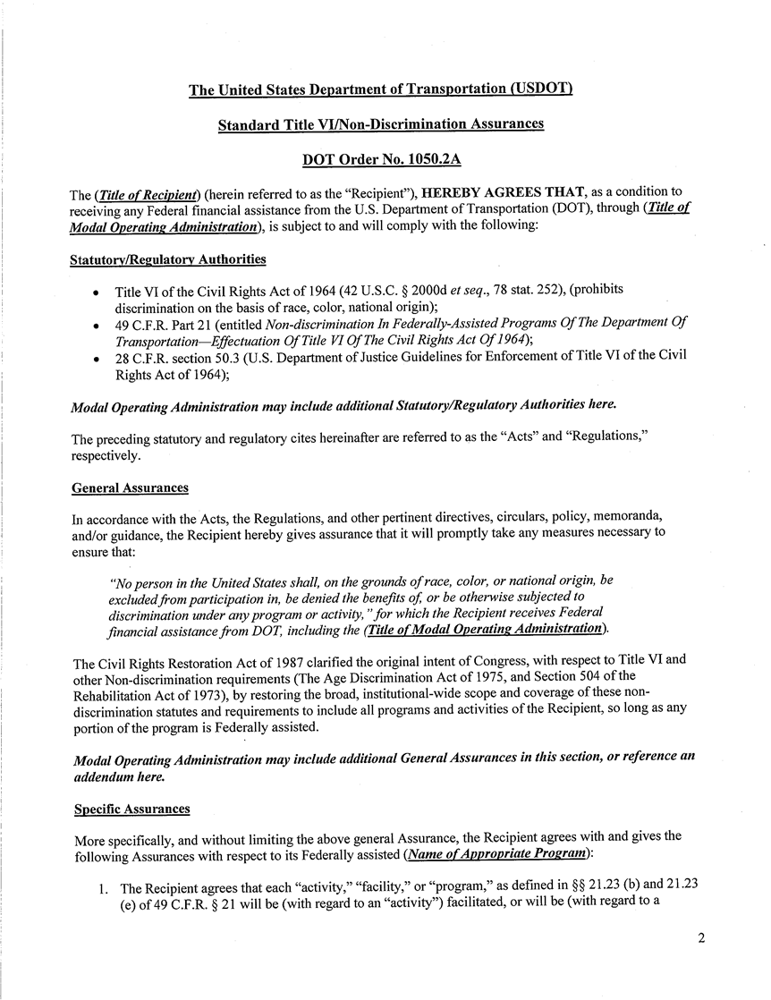 The United States Department of Transportation (USDOT)
Standard Title VI/Non-Discrimination Assurances
DOT Order No. 1050.2A
The (Title of Recipient) (herein referred to as the “Recipient”), HEREBY AGREES THAT, as a condition to
receiving any Federal financial assistance from the U.S. Department of Transportation (DOT), through (Title of
Modal Operating Administration), is subject to and will comply with the following:
Statutory/Regulatory Authorities
• Title VI of the Civil Rights Act of 1964 (42 U.S.C. § 2000d et seq., 78 stat. 252), (prohibits
discrimination on the basis of race, color, national origin);
• 49 C.F.R. Part 21 (entitled Non-discrimination In Federally-Assisted Programs Of The Department Of
Transportation—Effectuation Of Title VI Of The Civil Rights Act Of 1964);
• 28 C.F.R. section 50.3 (U.S. Department of Justice Guidelines for Enforcement of Title VI of the Civil
Rights Act of 1964);
Modal Operating Administration may include additional Statutory/Regulatory Authorities here.
The preceding statutory and regulatory cites hereinafter are referred to as the “Acts” and “Regulations,”
respectively.
General Assurances
In accordance with the Acts, the Regulations, and other pertinent directives, circulars, policy, memoranda,
and/or guidance, the Recipient hereby gives assurance that it will promptly take any measures necessary to
ensure that:
“No person in the United States shall, on the grounds of race, color, or national origin, be
excluded from participation in, be denied the benefits of, or be otherwise subjected to
discrimination under any program or activity,” for which the Recipient receives Federal
financial assistance from DOT, including the (Title of Modal Operating Administration).
The Civil Rights Restoration Act of 1987 clarified the original intent of Congress, with respect to Title VI and
other Non-discrimination requirements (The Age Discrimination Act of 1975, and Section 504 of the
Rehabilitation Act of 1973), by restoring the broad, institutional-wide scope and coverage of these non-
discrimination statutes and requirements to include all programs and activities of the Recipient, so long as any
portion of the program is Federally assisted.
Modal Operating Administration may include additional General Assurances in this section, or reference an
addendum here.
Specific Assurances
More specifically, and without limiting the above general Assurance, the Recipient agrees with and gives the
following Assurances with respect to its Federally assisted (Name of Appropriate Program):
1. The Recipient agrees that each “activity,” “facility,” or “program,” as defined in §§ 21.23 (b) and 21.23
(e) of 49 C.F.R. § 21 will be (with regard to an “activity”) facilitated, or will be (with regard to a
2